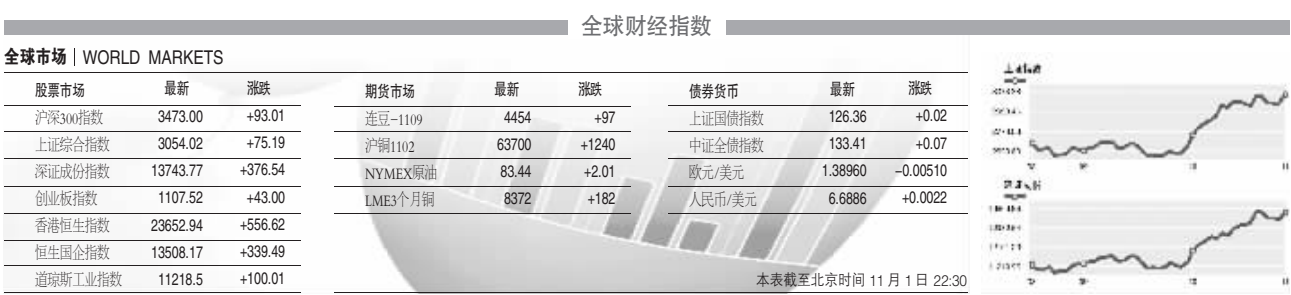 全球财经指数
全球市场 | WORLD MARKETS
股票市场 最新 涨跌
沪深300指数 3473.00 +93.01
上证综合指数 3054.02 +75.19
深证成份指数 13743.77 +376.54
创业板指数 1107.52 +43.00
香港恒生指数 23652.94 +556.62
恒生国企指数 13508.17 +339.49
道琼斯工业指数 11218.5 +100.01
期货市场 最新 涨跌
连豆-1109 4454 +97
沪铜1102 63700 +1240
NYMEX原油 83.44 +2.01
LME3个月铜 8372 +182
债券货币 最新 涨跌
上证国债指数 126.36 +0.02
中证全债指数 133.41 +0.07
欧元/美元 1.38960 -0.00510
人民币/美元 6.6886 +0.0022
本表截至北京时间 11 月 1 日 22:30